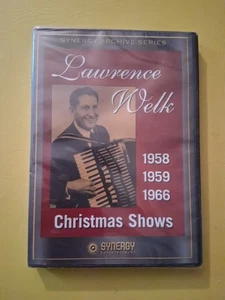 SYNERGY ARCHIVE SERIES
Lawrence
Welk
1958
1959
1966
Christmas Shows
SYNERGY